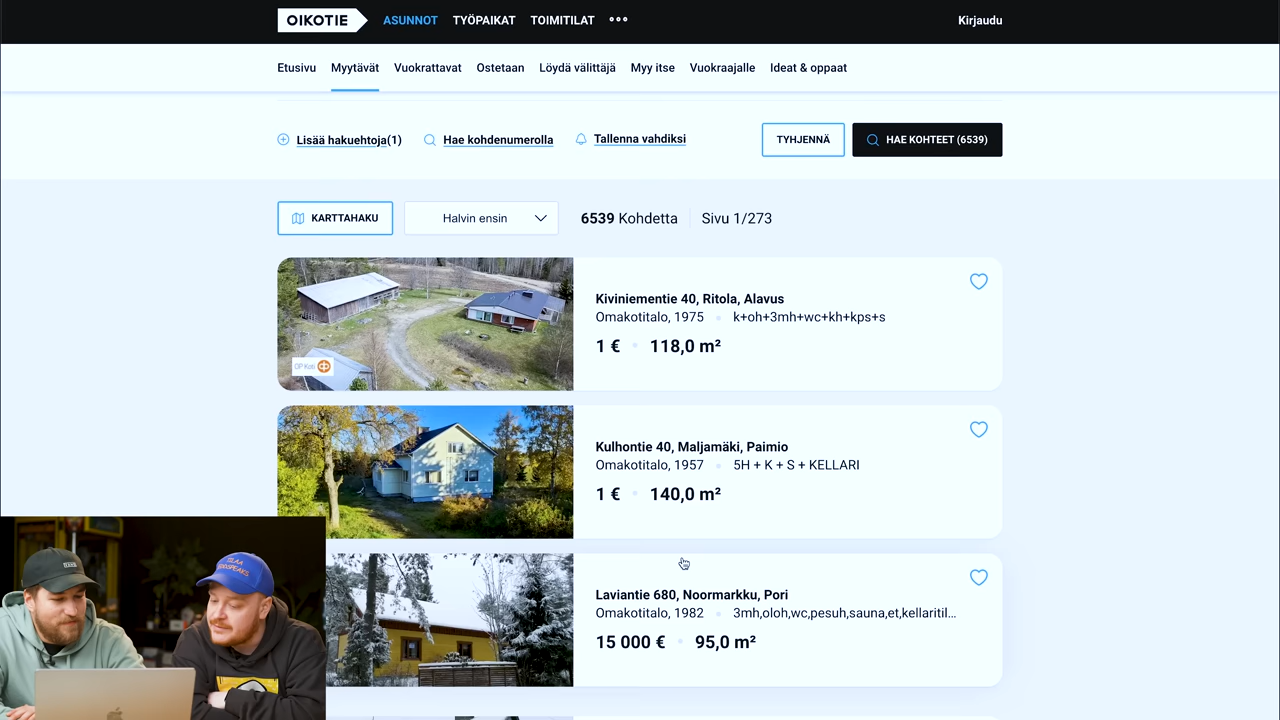 OIKOTIE ASUNNOT TYÖPAIKAT TOIMITILAT ••• Kirjaudu
Etusivu Myytävät Vuokrattavat Ostetaan Löydä välittäjä Myy itse Vuokraajalle Ideat & oppaat
Lisää hakuehtoja(1) Hae kohdenumerolla Tallenna vahdiksi TYHJENNÄ HAE KOHTEET (6539)
KARTTAHAKU Halvin ensin 6539 Kohdetta Sivu 1/273
Kiviniementie 40, Ritola, Alavus
Omakotitalo, 1975 k+oh+3mh+wc+kh+kps+s
1 € 118,0 m²
OP Koti
Kulhontie 40, Maljamäki, Paimio
Omakotitalo, 1957 5H + K + S + KELLARI
1 € 140,0 m²
Laviantie 680, Noormarkku, Pori
Omakotitalo, 1982 3mh,oloh,wc,pesuh,sauna,et,kellaritil...
15 000 € 95,0 m²